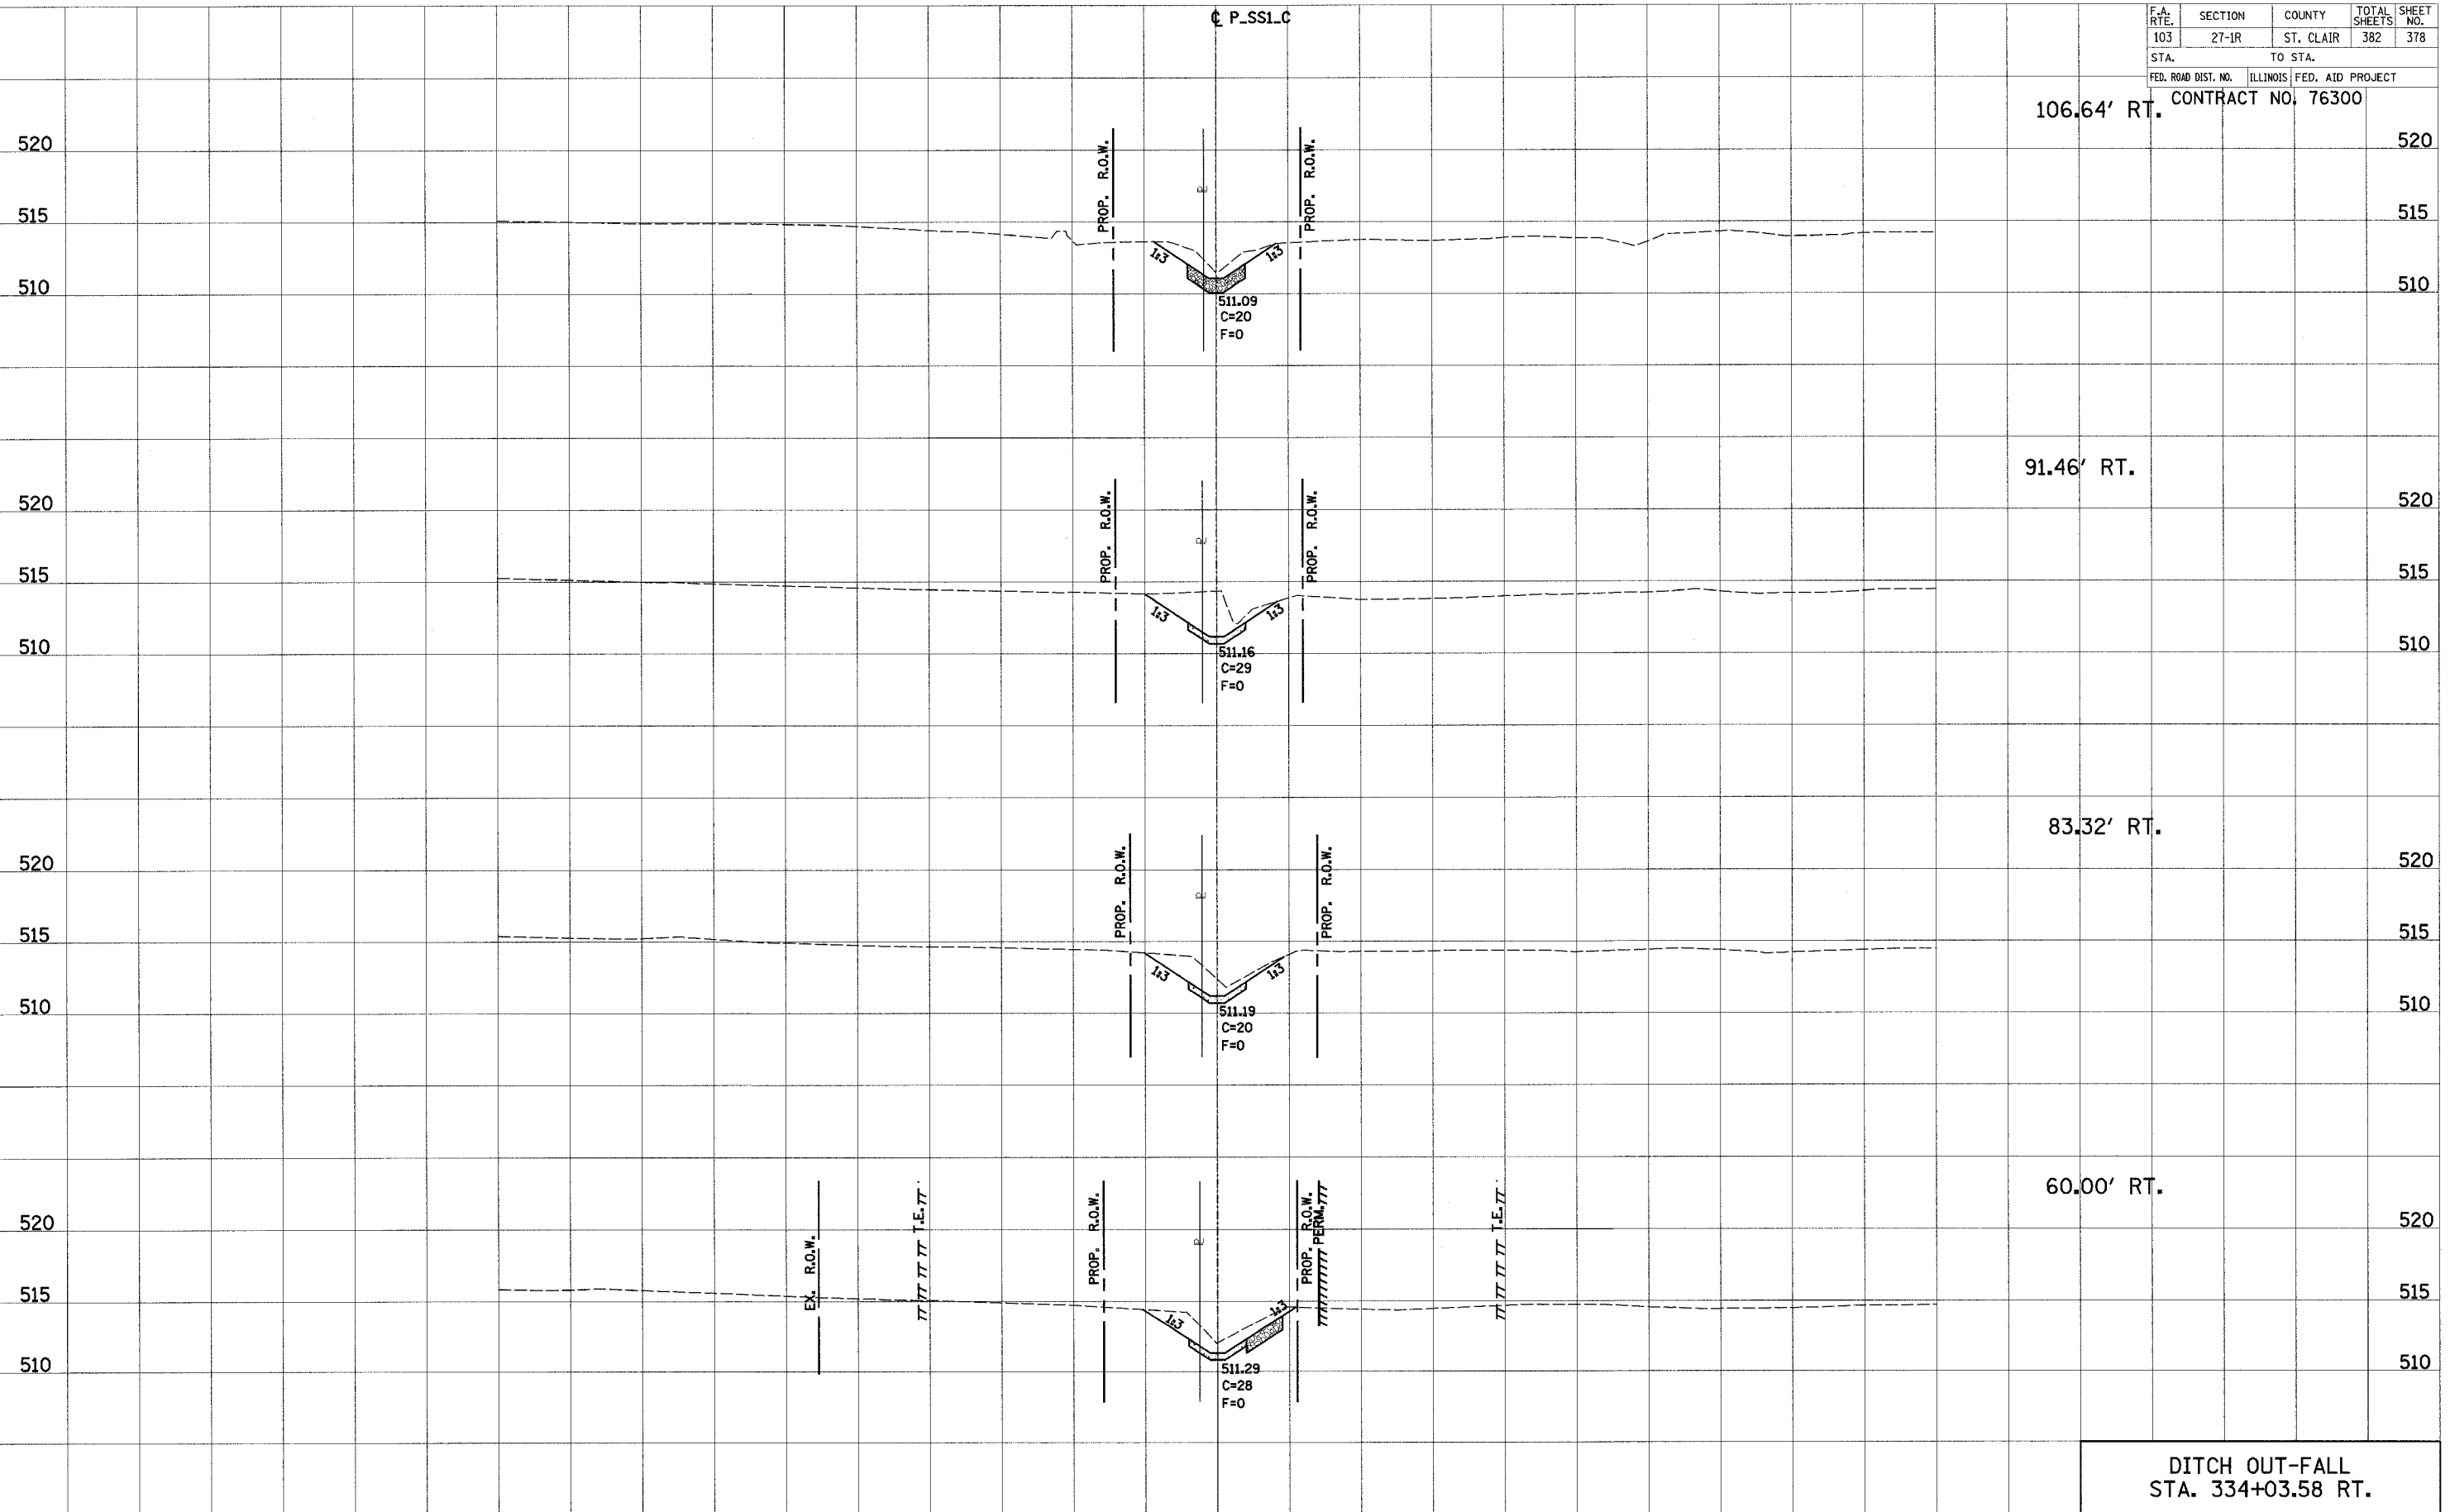 ℄ P_SS1_C
F.A. RTE. SECTION COUNTY TOTAL SHEETS SHEET NO.
103 27-1R ST. CLAIR 382 378
STA. TO STA.
FED. ROAD DIST. NO. ILLINOIS FED. AID PROJECT
CONTRACT NO. 76300
106.64' RT.
520 520
PROP. R.O.W. PROP. R.O.W.
515 515
1:3 1:3
510 510
511.09
C=20
F=0
91.46' RT.
520 520
PROP. R.O.W. PROP. R.O.W.
515 515
1:3 1:3
510 510
511.16
C=29
F=0
83.32' RT.
520 520
PROP. R.O.W. PROP. R.O.W.
515 515
1:3 1:3
510 510
511.19
C=20
F=0
60.00' RT.
520 520
EX. R.O.W. T.E. PROP. R.O.W. PROP. R.O.W. PERM. T.E.
515 515
1:3 1:3
510 510
511.29
C=28
F=0
DITCH OUT-FALL
STA. 334+03.58 RT.